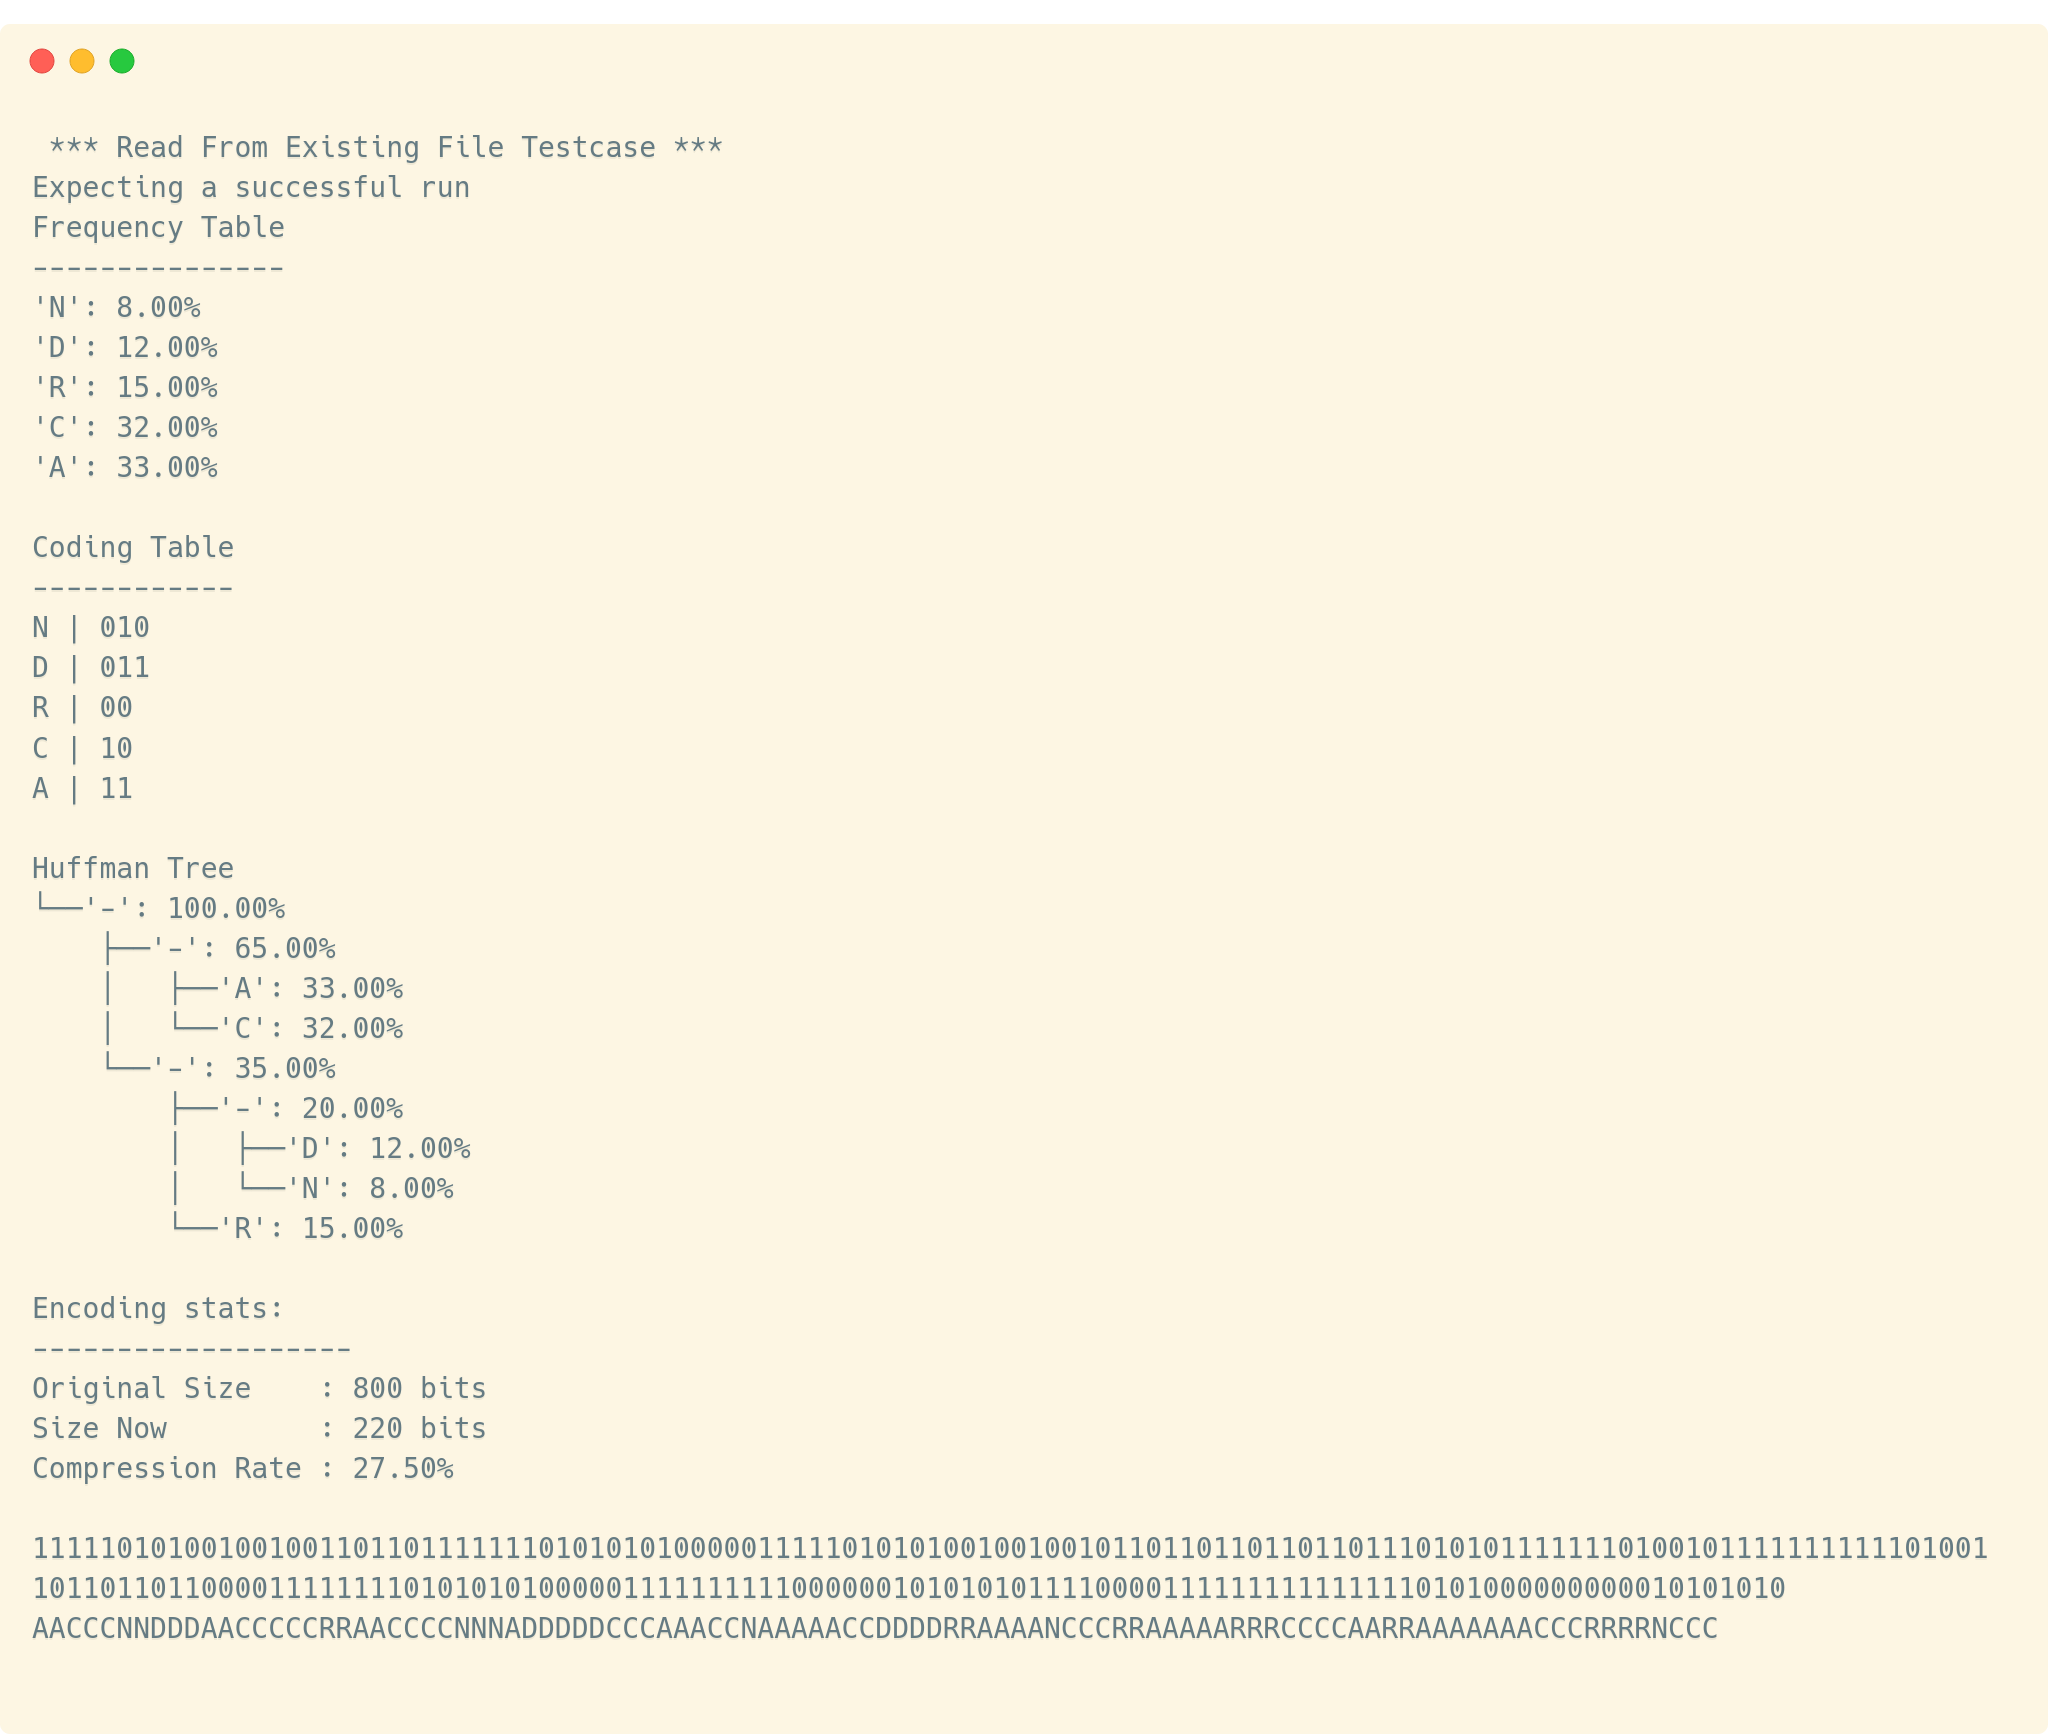 *** Read From Existing File Testcase ***
Expecting a successful run
Frequency Table
---------------
'N': 8.00%
'D': 12.00%
'R': 15.00%
'C': 32.00%
'A': 33.00%
Coding Table
------------
N | 010
D | 011
R | 00
C | 10
A | 11
Huffman Tree
└──'-': 100.00%
    ├──'-': 65.00%
    │   ├──'A': 33.00%
    │   └──'C': 32.00%
    └──'-': 35.00%
        ├──'-': 20.00%
        │   ├──'D': 12.00%
        │   └──'N': 8.00%
        └──'R': 15.00%
Encoding stats:
-------------------
Original Size    : 800 bits
Size Now         : 220 bits
Compression Rate : 27.50%
11111010100100100110110111111101010101000001111101010100100100101101101101101101110101011111110100101111111111101001
10110110110000111111110101010100000111111111100000010101010111100001111111111111110101000000000010101010
AACCCNNDDDAACCCCCRRAACCCCNNNADDDDDCCCAAACCNAAAAACCDDDDRRAAAANCCCRRAAAAARRRCCCCAARRAAAAAAACCCRRRRNCCC